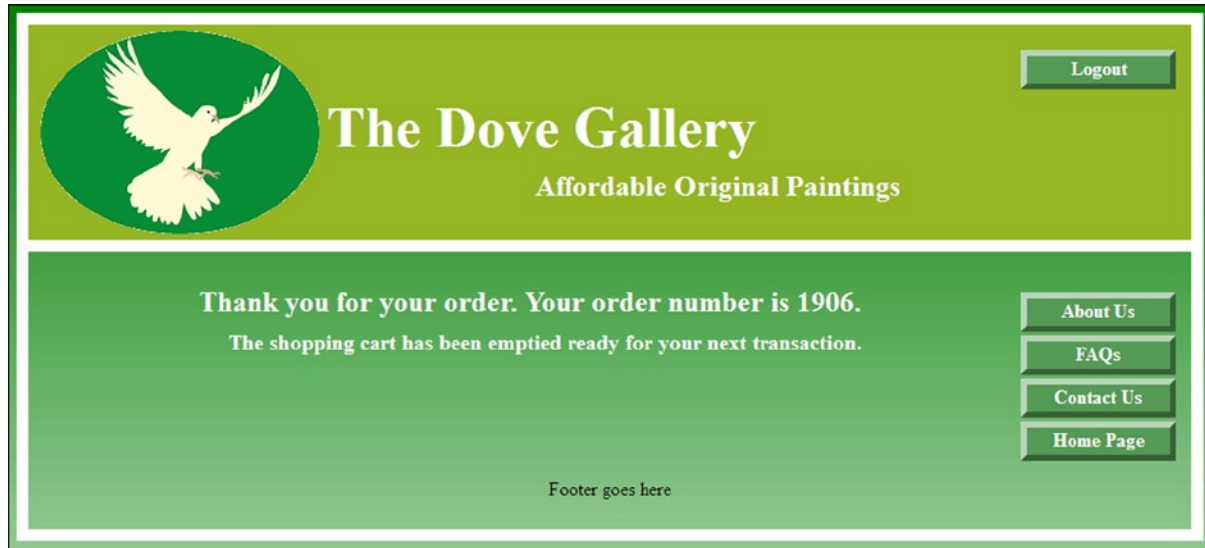 Logout
The Dove Gallery
Affordable Original Paintings
Thank you for your order. Your order number is 1906.
The shopping cart has been emptied ready for your next transaction.
About Us
FAQs
Contact Us
Home Page
Footer goes here